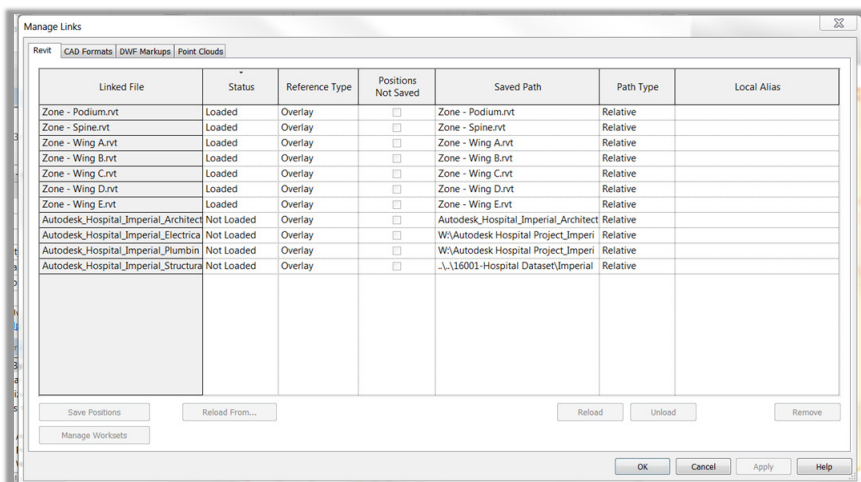 Manage Links
Revit CAD Formats DWF Markups Point Clouds
Linked File Status Reference Type Positions Not Saved Saved Path Path Type Local Alias
Zone - Podium.rvt Loaded Overlay Zone - Podium.rvt Relative
Zone - Spine.rvt Loaded Overlay Zone - Spine.rvt Relative
Zone - Wing A.rvt Loaded Overlay Zone - Wing A.rvt Relative
Zone - Wing B.rvt Loaded Overlay Zone - Wing B.rvt Relative
Zone - Wing C.rvt Loaded Overlay Zone - Wing C.rvt Relative
Zone - Wing D.rvt Loaded Overlay Zone - Wing D.rvt Relative
Zone - Wing E.rvt Loaded Overlay Zone - Wing E.rvt Relative
Autodesk_Hospital_Imperial_Architect Not Loaded Overlay Autodesk_Hospital_Imperial_Architect Relative
Autodesk_Hospital_Imperial_Electrica Not Loaded Overlay W:\Autodesk Hospital Project_Imperi Relative
Autodesk_Hospital_Imperial_Plumbin Not Loaded Overlay W:\Autodesk Hospital Project_Imperi Relative
Autodesk_Hospital_Imperial_Structura Not Loaded Overlay ..\..\16001-Hospital Dataset\Imperial Relative
Save Positions Reload From... Reload Unload Remove
Manage Worksets
OK Cancel Apply Help